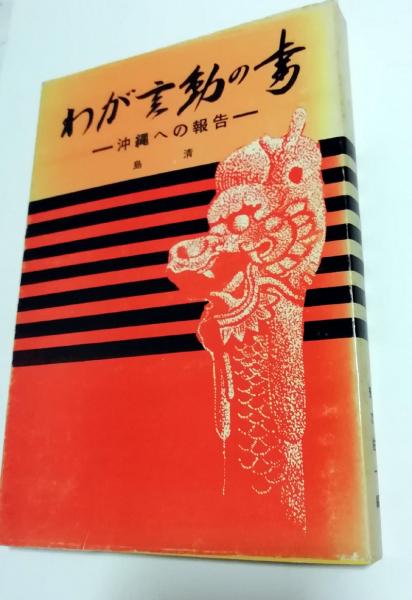 わが言動の書
―沖縄への報告―
島 清